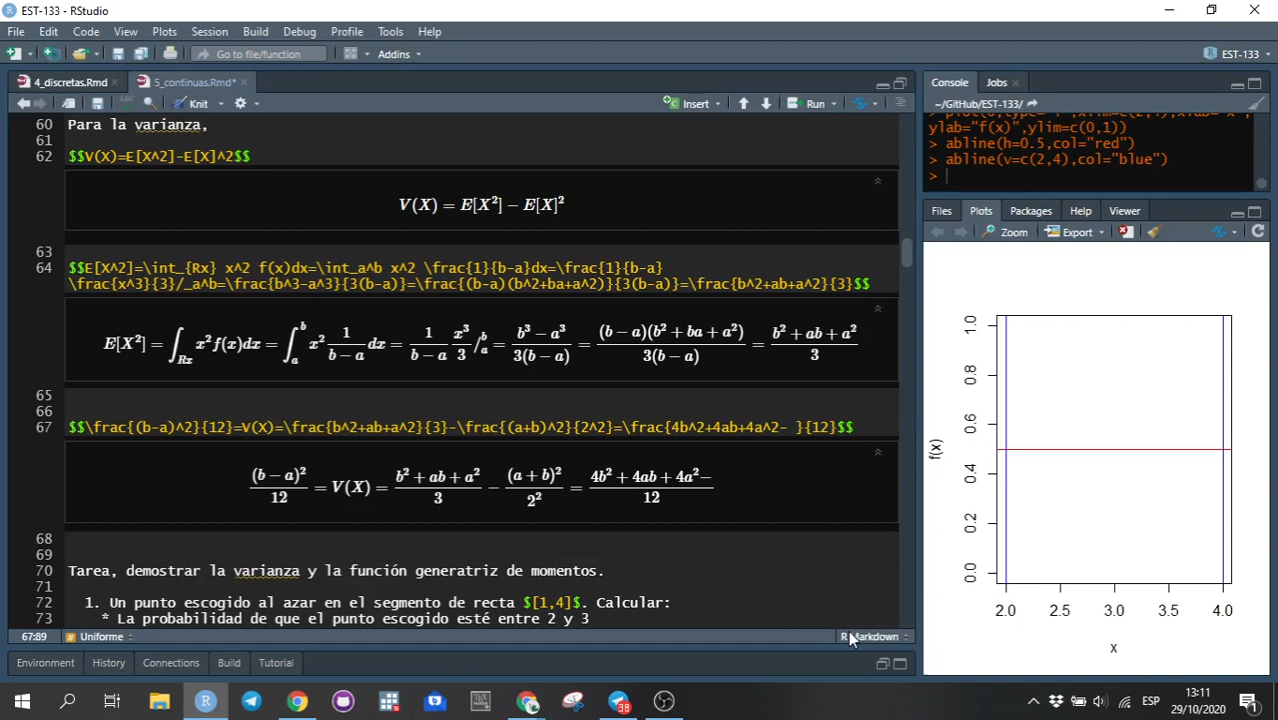 EST-133 - RStudio
File Edit Code View Plots Session Build Debug Profile Tools Help
Go to file/function Addins EST-133
4_discretas.Rmd 5_continuas.Rmd*
ABC Knit Insert Run
60 Para la varianza,
61
62 $$V(X)=E[X^2]-E[X]^2$$
V(X) = E[X²] − E[X]²
63
64 $$E[X^2]=\int_{Rx} x^2 f(x)dx=\int_a^b x^2 \frac{1}{b-a}dx=\frac{1}{b-a}
\frac{x^3}{3}/_a^b=\frac{b^3-a^3}{3(b-a)}=\frac{(b-a)(b^2+ba+a^2)}{3(b-a)}=\frac{b^2+ab+a^2}{3}$$
E[X²] = ∫_{Rx} x² f(x)dx = ∫_a^b x² 1/(b − a) dx = 1/(b − a) x³/3 /_a^b = (b³ − a³)/3(b − a) = (b − a)(b² + ba + a²)/3(b − a) = (b² + ab + a²)/3
65
66
67 $$\frac{(b-a)^2}{12}=V(X)=\frac{b^2+ab+a^2}{3}-\frac{(a+b)^2}{2^2}=\frac{4b^2+4ab+4a^2- }{12}$$
(b − a)²/12 = V(X) = (b² + ab + a²)/3 − (a + b)²/2² = (4b² + 4ab + 4a²−)/12
68
69
70 Tarea, demostrar la varianza y la función generatriz de momentos.
71
72 1. Un punto escogido al azar en el segmento de recta $[1,4]$. Calcular:
73 * La probabilidad de que el punto escogido esté entre 2 y 3
67:89 # Uniforme R Markdown
Environment History Connections Build Tutorial
Console Jobs
~/GitHub/EST-133/
ylab="f(x)",ylim=c(0,1))
> abline(h=0.5,col="red")
> abline(v=c(2,4),col="blue")
>
Files Plots Packages Help Viewer
Zoom Export
f(x)
1.0
0.8
0.6
0.4
0.2
0.0
2.0 2.5 3.0 3.5 4.0
x
38
ESP
13:11
29/10/2020
1